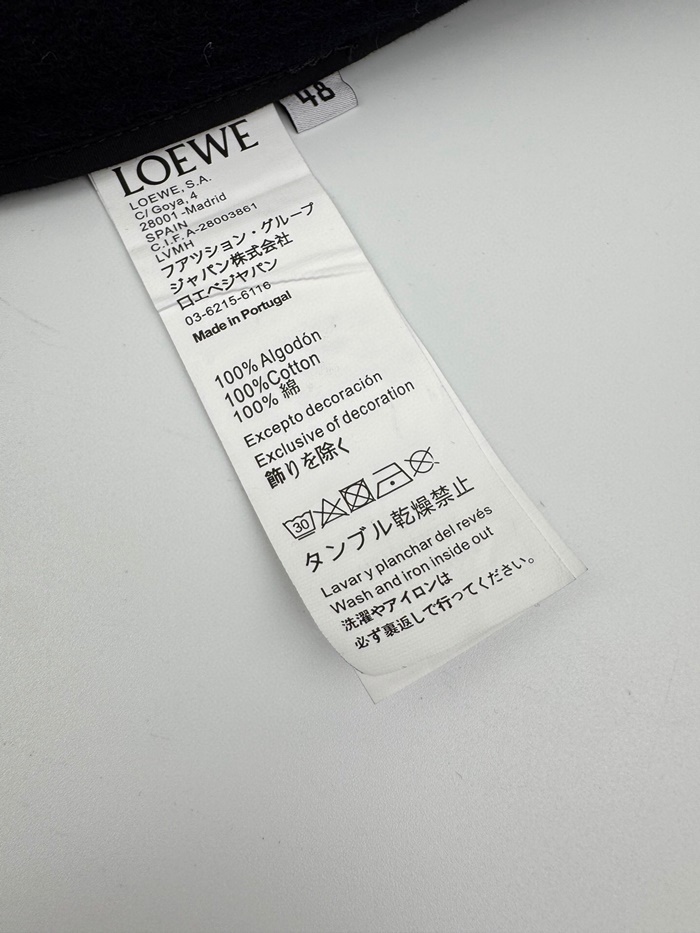 48
LOEWE
LOEWE, S.A.
C/ Goya, 4
28001 -Madrid
SPAIN
C.I.F. A-28003861
LVMH
フアツション・グループ
ジャパン株式会社
ロエベジヤパン
03-6215-6116
Made in Portugal
100% Algodón
100%Cotton
100% 綿
Excepto decoración
Exclusive of decoration
飾りを除く
30
タンブル乾燥禁止
Lavar y planchar del revés
Wash and iron inside out
洗濯やアイロンは
必ず裏返しで行ってください。